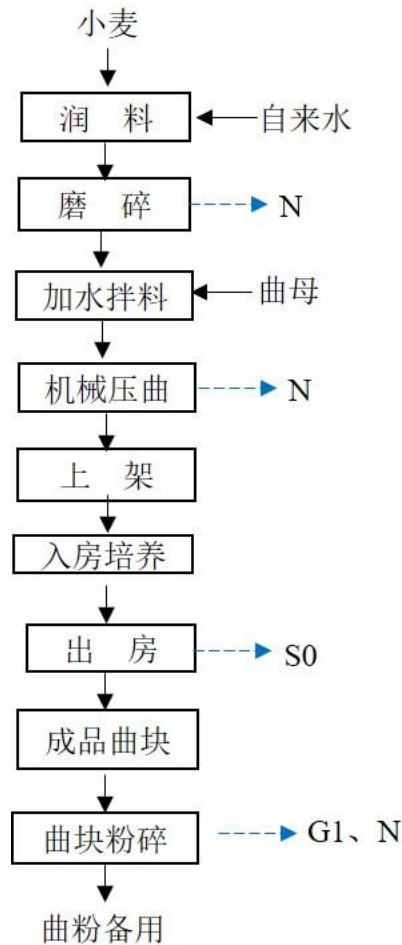 小麦
润 料
自来水
磨 碎
N
加水拌料
曲母
机械压曲
N
上 架
入房培养
出 房
S0
成品曲块
曲块粉碎
G1、N
曲粉备用